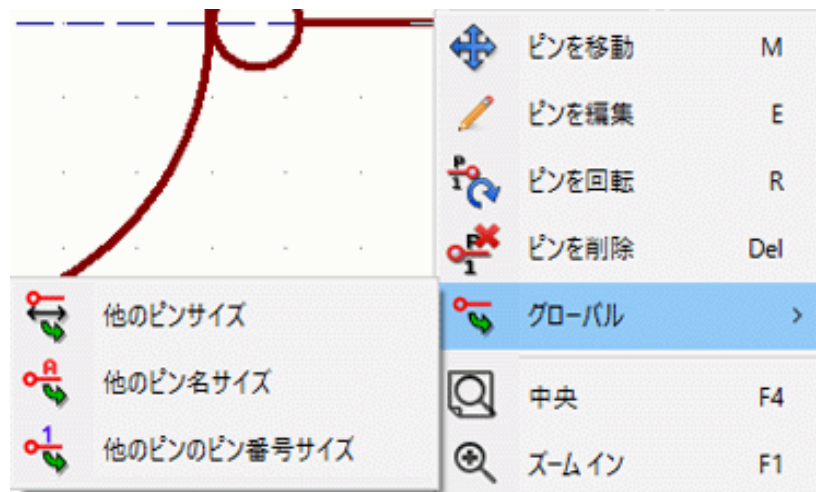 ピンを移動 M
ピンを編集 E
ピンを回転 R
ピンを削除 Del
グローバル >
中央 F4
ズーム イン F1
他のピンサイズ
他のピン名サイズ
他のピンのピン番号サイズ